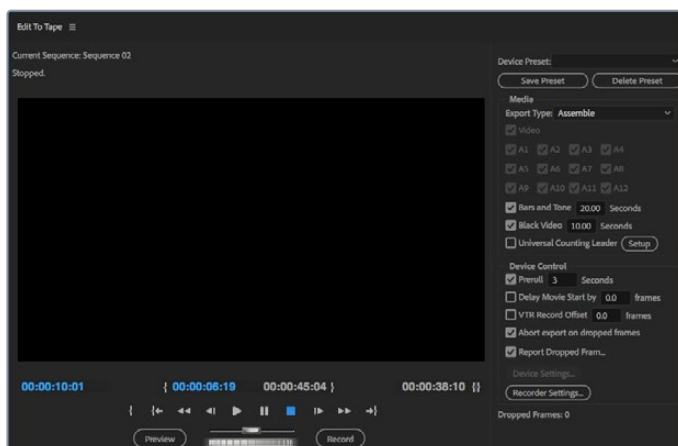 Edit To Tape
Current Sequence: Sequence 02
Stopped.
00:00:10:01
{ 00:00:06:19
00:00:45:04 }
00:00:38:10 {}
Preview
Record
Device Preset:
Save Preset
Delete Preset
Media
Export Type: Assemble
Video
A1 A2 A3 A4
A5 A6 A7 A8
A9 A10 A11 A12
Bars and Tone 20.00 Seconds
Black Video 10.00 Seconds
Universal Counting Leader Setup
Device Control
Preroll 3 Seconds
Delay Movie Start by 0.0 frames
VTR Record Offset 0.0 frames
Abort export on dropped frames
Report Dropped Fram...
Device Settings...
Recorder Settings...
Dropped Frames: 0